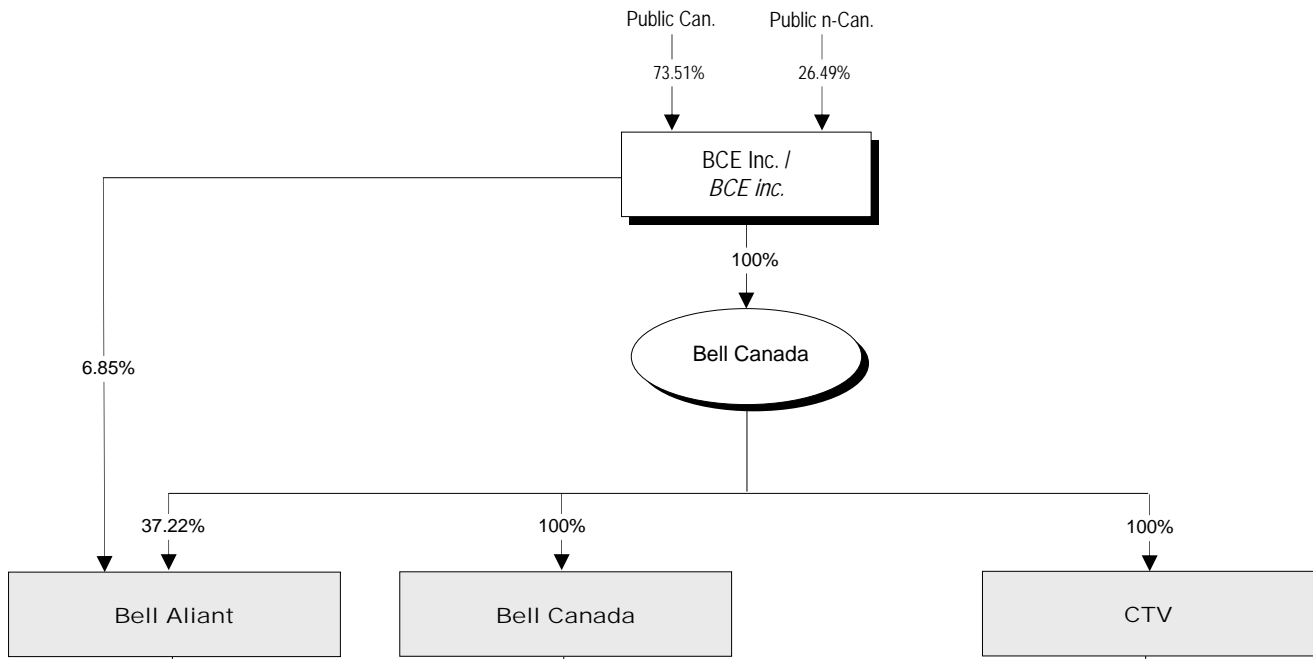 Public Can.
Public n-Can.
73.51%
26.49%
BCE Inc. /
BCE inc.
100%
Bell Canada
6.85%
37.22%
100%
100%
Bell Aliant
Bell Canada
CTV